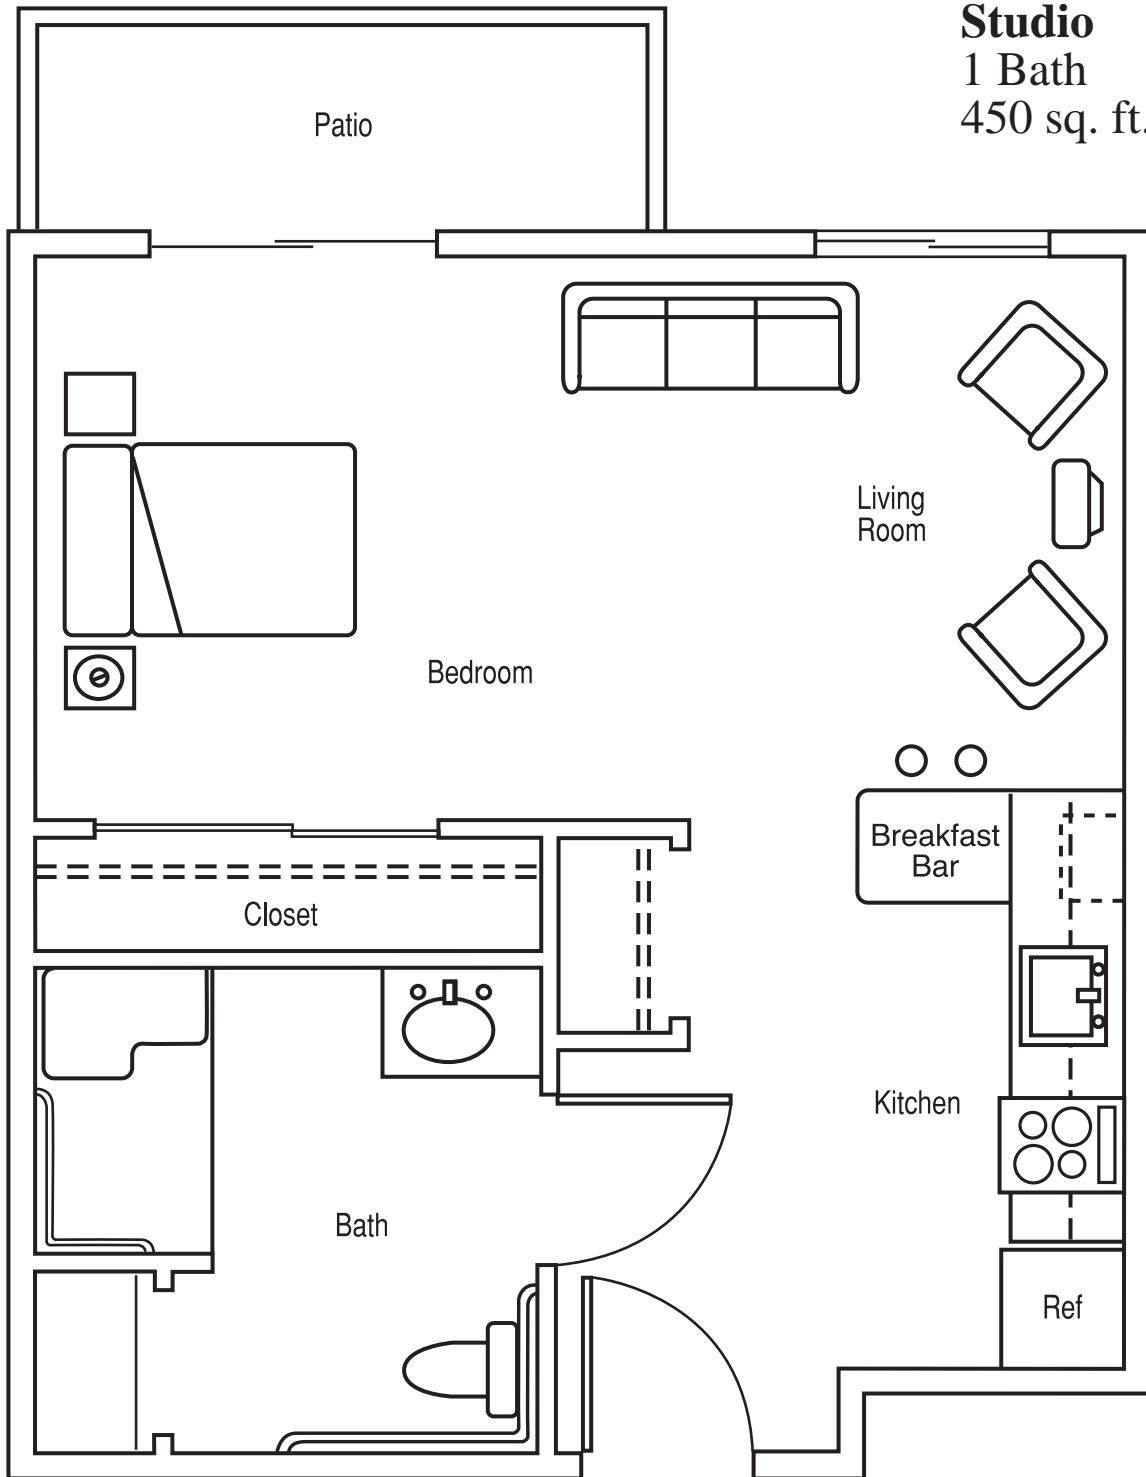 Studio
1 Bath
450 sq. ft.
Patio
Living
Room
Bedroom
Breakfast
Bar
Closet
Kitchen
Bath
Ref